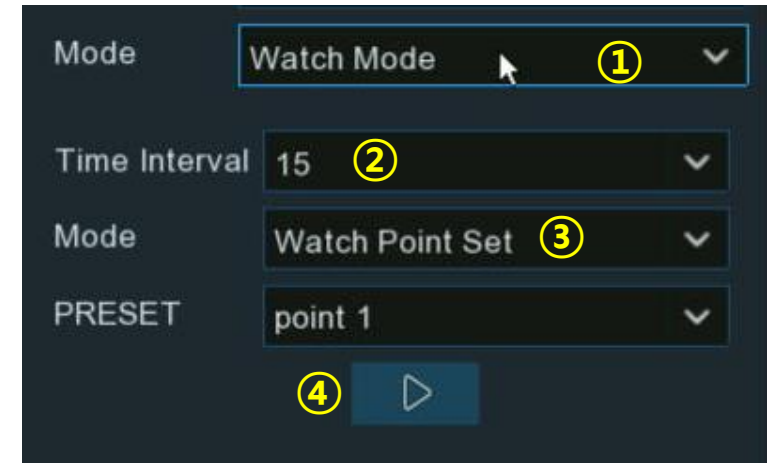 Mode Watch Mode ①
Time Interval 15 ②
Mode Watch Point Set ③
PRESET point 1
④